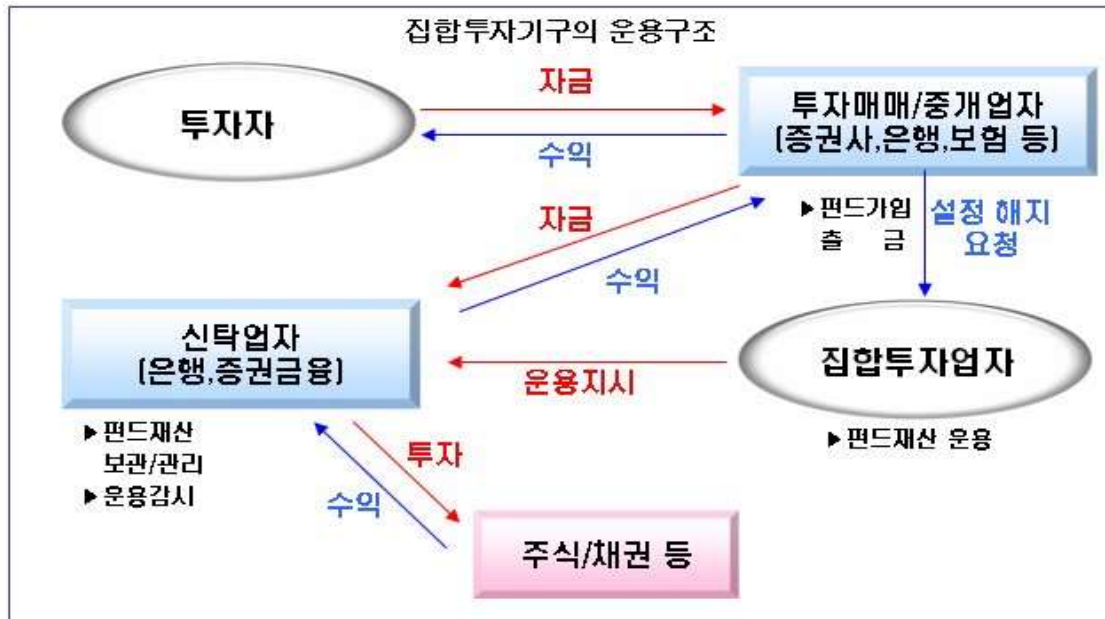 집합투자기구의 운용구조
투자자
자금
수익
투자매매/중개업자
(증권사,은행,보험 등)
자금
수익
▶펀드가입
출 금
설정 해지
요청
신탁업자
(은행,증권금융)
운용지시
집합투자업자
▶펀드재산
보관/관리
▶운용감시
투자
수익
▶펀드재산 운용
주식/채권 등